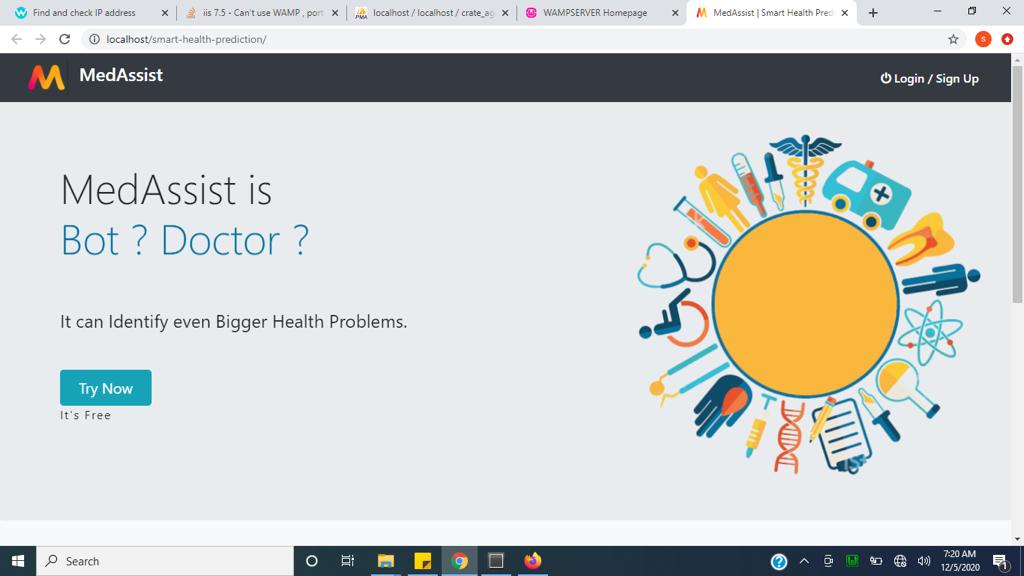 Find and check IP address
iis 7.5 - Can't use WAMP , port
localhost / localhost / crate_ag
WAMPSERVER Homepage
MedAssist | Smart Health Pred
localhost/smart-health-prediction/
MedAssist
Login / Sign Up
MedAssist is
Bot ? Doctor ?
It can Identify even Bigger Health Problems.
Try Now
It's Free
Search
7:20 AM
12/5/2020